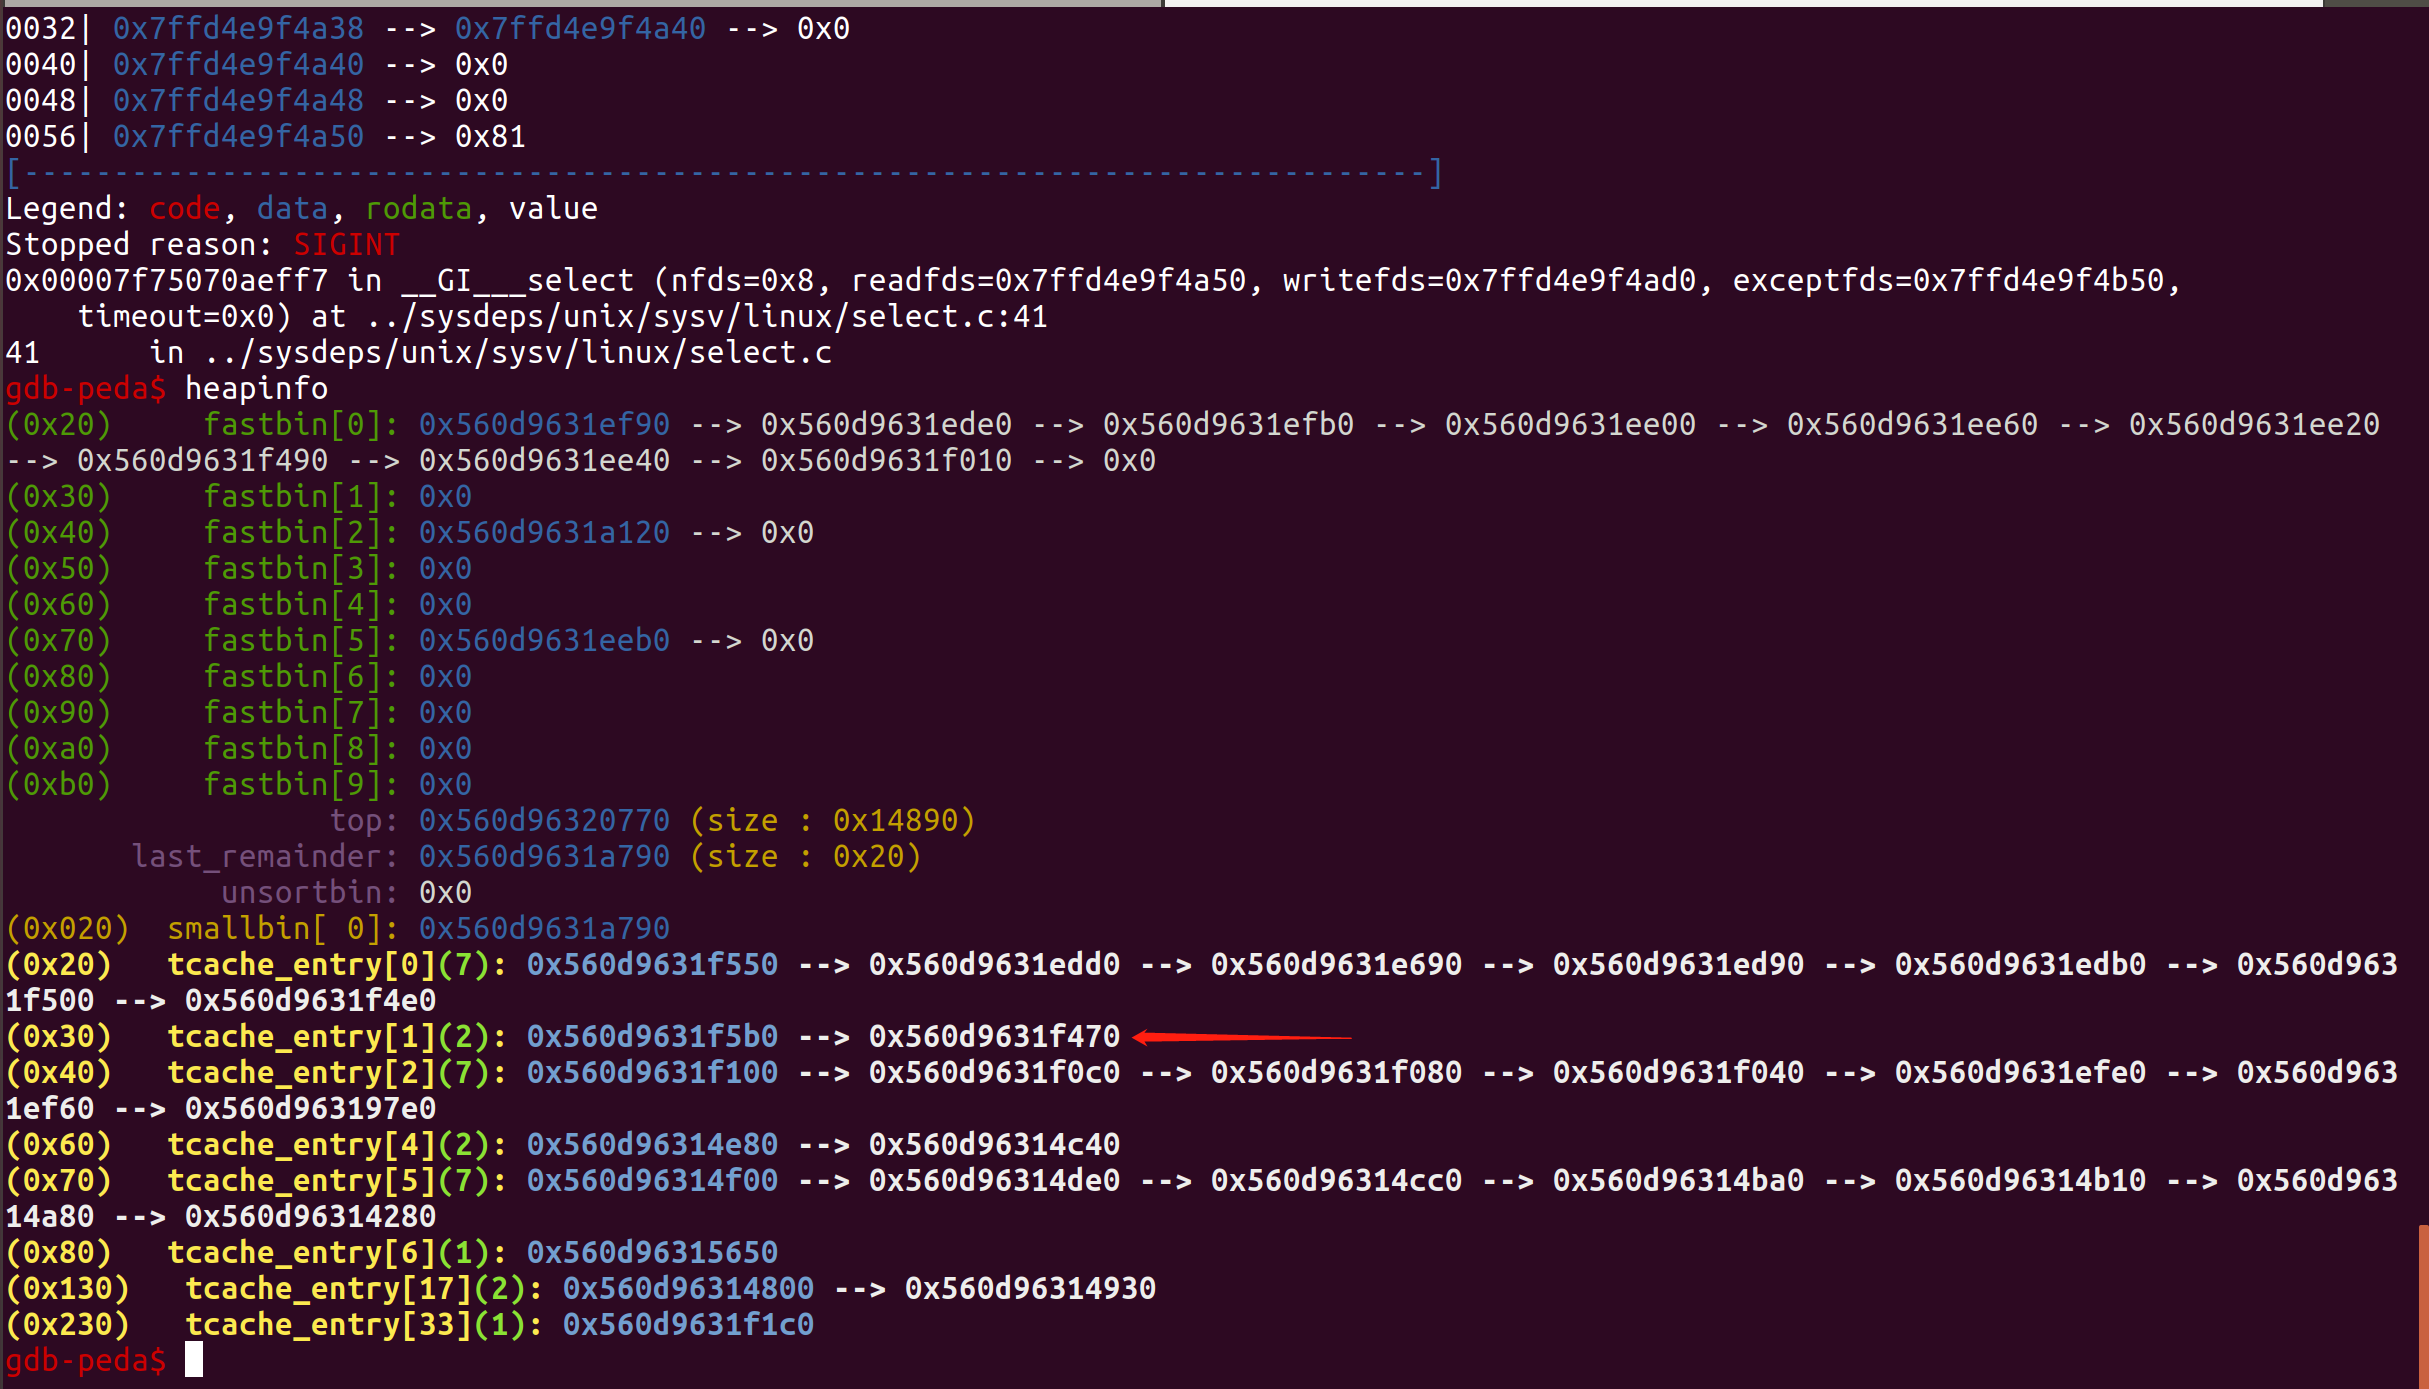 0032| 0x7ffd4e9f4a38 --> 0x7ffd4e9f4a40 --> 0x0
0040| 0x7ffd4e9f4a40 --> 0x0
0048| 0x7ffd4e9f4a48 --> 0x0
0056| 0x7ffd4e9f4a50 --> 0x81
[------------------------------------------------------------------------------]
Legend: code, data, rodata, value
Stopped reason: SIGINT
0x00007f75070aeff7 in __GI___select (nfds=0x8, readfds=0x7ffd4e9f4a50, writefds=0x7ffd4e9f4ad0, exceptfds=0x7ffd4e9f4b50,
    timeout=0x0) at ../sysdeps/unix/sysv/linux/select.c:41
41      in ../sysdeps/unix/sysv/linux/select.c
gdb-peda$ heapinfo
(0x20)     fastbin[0]: 0x560d9631ef90 --> 0x560d9631ede0 --> 0x560d9631efb0 --> 0x560d9631ee00 --> 0x560d9631ee60 --> 0x560d9631ee20
--> 0x560d9631f490 --> 0x560d9631ee40 --> 0x560d9631f010 --> 0x0
(0x30)     fastbin[1]: 0x0
(0x40)     fastbin[2]: 0x560d9631a120 --> 0x0
(0x50)     fastbin[3]: 0x0
(0x60)     fastbin[4]: 0x0
(0x70)     fastbin[5]: 0x560d9631eeb0 --> 0x0
(0x80)     fastbin[6]: 0x0
(0x90)     fastbin[7]: 0x0
(0xa0)     fastbin[8]: 0x0
(0xb0)     fastbin[9]: 0x0
                  top: 0x560d96320770 (size : 0x14890)
       last_remainder: 0x560d9631a790 (size : 0x20)
            unsortbin: 0x0
(0x020)  smallbin[ 0]: 0x560d9631a790
(0x20)   tcache_entry[0](7): 0x560d9631f550 --> 0x560d9631edd0 --> 0x560d9631e690 --> 0x560d9631ed90 --> 0x560d9631edb0 --> 0x560d963
1f500 --> 0x560d9631f4e0
(0x30)   tcache_entry[1](2): 0x560d9631f5b0 --> 0x560d9631f470
(0x40)   tcache_entry[2](7): 0x560d9631f100 --> 0x560d9631f0c0 --> 0x560d9631f080 --> 0x560d9631f040 --> 0x560d9631efe0 --> 0x560d963
1ef60 --> 0x560d963197e0
(0x60)   tcache_entry[4](2): 0x560d96314e80 --> 0x560d96314c40
(0x70)   tcache_entry[5](7): 0x560d96314f00 --> 0x560d96314de0 --> 0x560d96314cc0 --> 0x560d96314ba0 --> 0x560d96314b10 --> 0x560d963
14a80 --> 0x560d96314280
(0x80)   tcache_entry[6](1): 0x560d96315650
(0x130)   tcache_entry[17](2): 0x560d96314800 --> 0x560d96314930
(0x230)   tcache_entry[33](1): 0x560d9631f1c0
gdb-peda$